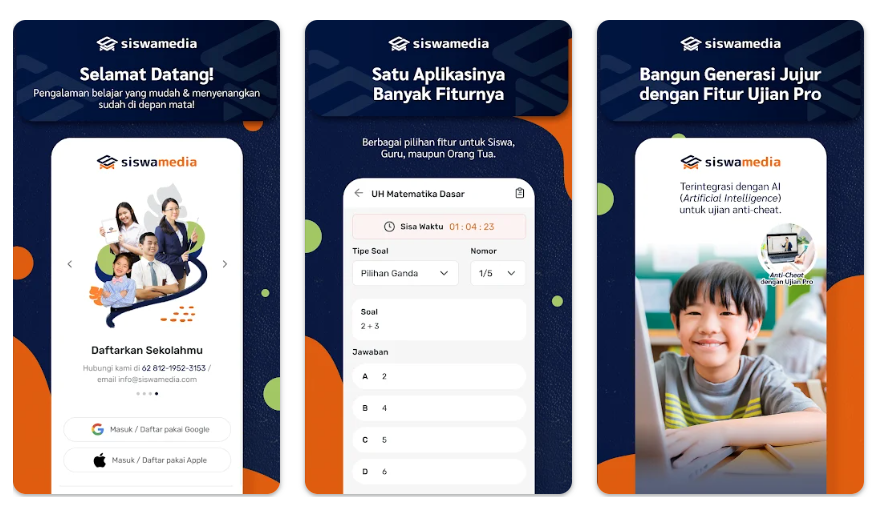 siswamedia
Selamat Datang!
Pengalaman belajar yang mudah & menyenangkan
sudah di depan mata!
siswamedia
Daftarkan Sekolahmu
Hubungi kami di 62 812-1952-3153 /
email info@siswamedia.com
Masuk / Daftar pakai Google
Masuk / Daftar pakai Apple
siswamedia
Satu Aplikasinya
Banyak Fiturnya
Berbagai pilihan fitur untuk Siswa,
Guru, maupun Orang Tua.
UH Matematika Dasar
Sisa Waktu 01 : 04 : 23
Tipe Soal Nomor
Pilihan Ganda 1/5
Soal
2 + 3
Jawaban
A 2
B 4
C 5
D 6
siswamedia
Bangun Generasi Jujur
dengan Fitur Ujian Pro
siswamedia
Terintegrasi dengan AI
(Artificial Intelligence)
untuk ujian anti-cheat.
Anti-Cheat
dengan Ujian Pro